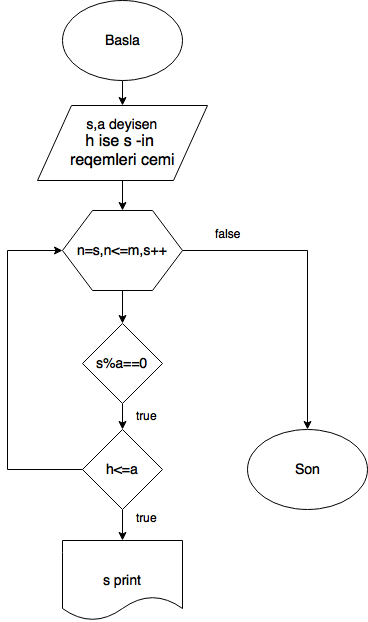 Basla
s,a deyisen
h ise s -in
reqemleri cemi
n=s,n<=m,s++
false
s%a==0
true
h<=a
Son
true
s print